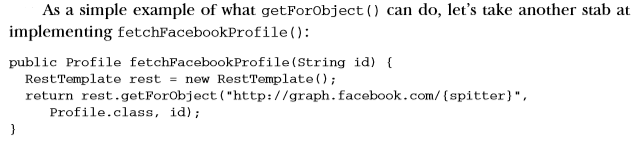 As a simple example of what getForObject() can do, let's take another stab at
implementing fetchFacebookProfile():
public Profile fetchFacebookProfile(String id) {
  RestTemplate rest = new RestTemplate();
  return rest.getForObject("http://graph.facebook.com/{spitter}",
     Profile.class, id);
}